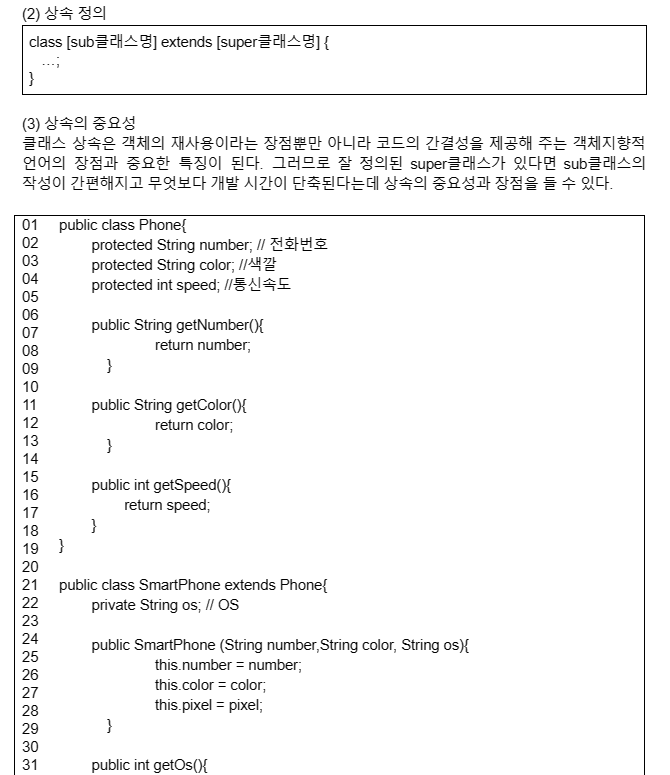 (2) 상속 정의
class [sub클래스명] extends [super클래스명] {
...;
}
(3) 상속의 중요성
클래스 상속은 객체의 재사용이라는 장점뿐만 아니라 코드의 간결성을 제공해 주는 객체지향적
언어의 장점과 중요한 특징이 된다. 그러므로 잘 정의된 super클래스가 있다면 sub클래스의
작성이 간편해지고 무엇보다 개발 시간이 단축된다는데 상속의 중요성과 장점을 들 수 있다.
01 public class Phone{
02 protected String number; // 전화번호
03 protected String color; //색깔
04 protected int speed; //통신속도
05
06 public String getNumber(){
07 return number;
08 }
09
10
11 public String getColor(){
12 return color;
13 }
14
15 public int getSpeed(){
16 return speed;
17
18 }
19 }
20
21 public class SmartPhone extends Phone{
22 private String os; // OS
23
24 public SmartPhone (String number,String color, String os){
25 this.number = number;
26 this.color = color;
27 this.pixel = pixel;
28
29 }
30
31 public int getOs(){